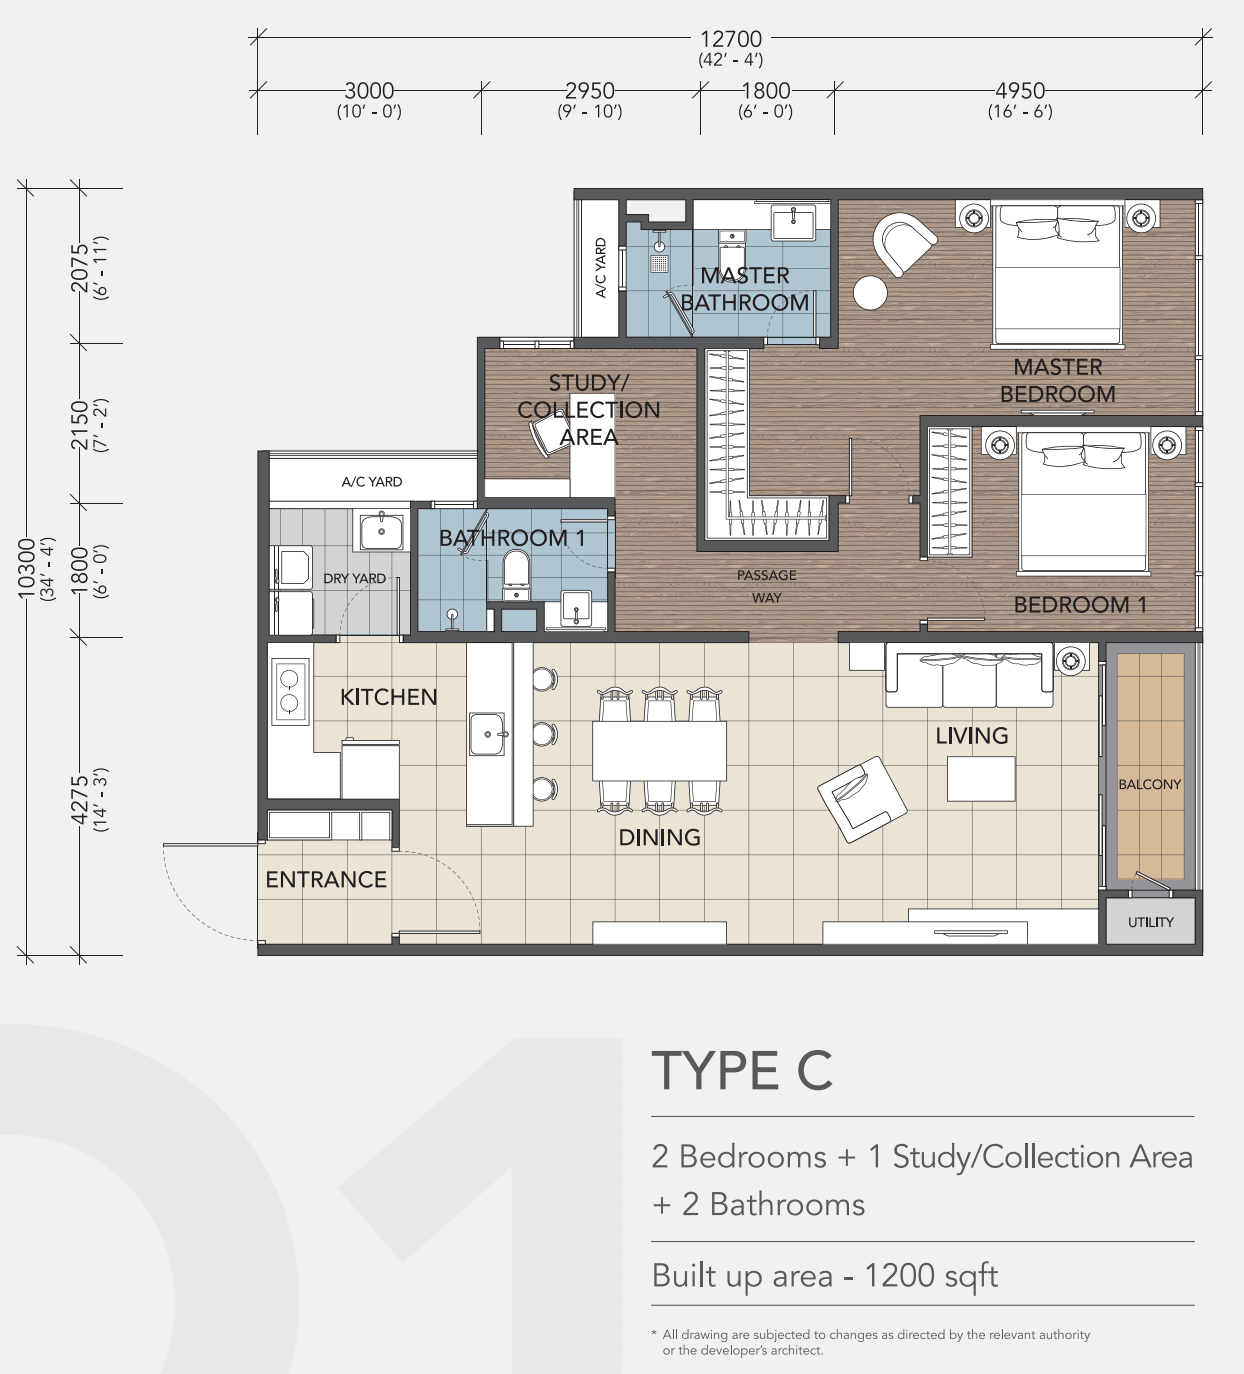 12700
(42' - 4')
3000
(10' - 0')
2950
(9' - 10')
1800
(6' - 0')
4950
(16' - 6')
10300
(34' - 4')
2075
(6' - 11')
2150
(7' - 2')
1800
(6' - 0')
4275
(14' - 3')
A/C YARD
MASTER
BATHROOM
MASTER
BEDROOM
STUDY/
COLLECTION
AREA
A/C YARD
BATHROOM 1
DRY YARD
PASSAGE
WAY
BEDROOM 1
KITCHEN
LIVING
BALCONY
DINING
ENTRANCE
UTILITY
01
TYPE C
2 Bedrooms + 1 Study/Collection Area
+ 2 Bathrooms
Built up area - 1200 sqft
* All drawing are subjected to changes as directed by the relevant authority
or the developer's architect.